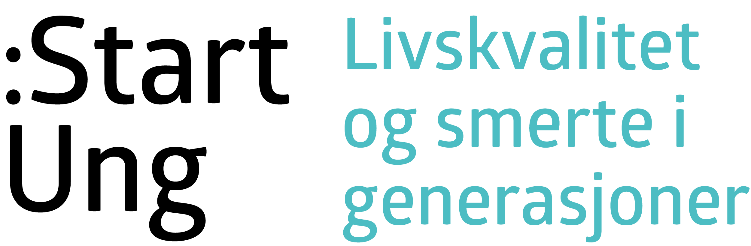 :Start
Ung
Livskvalitet
og smerte i
generasjoner